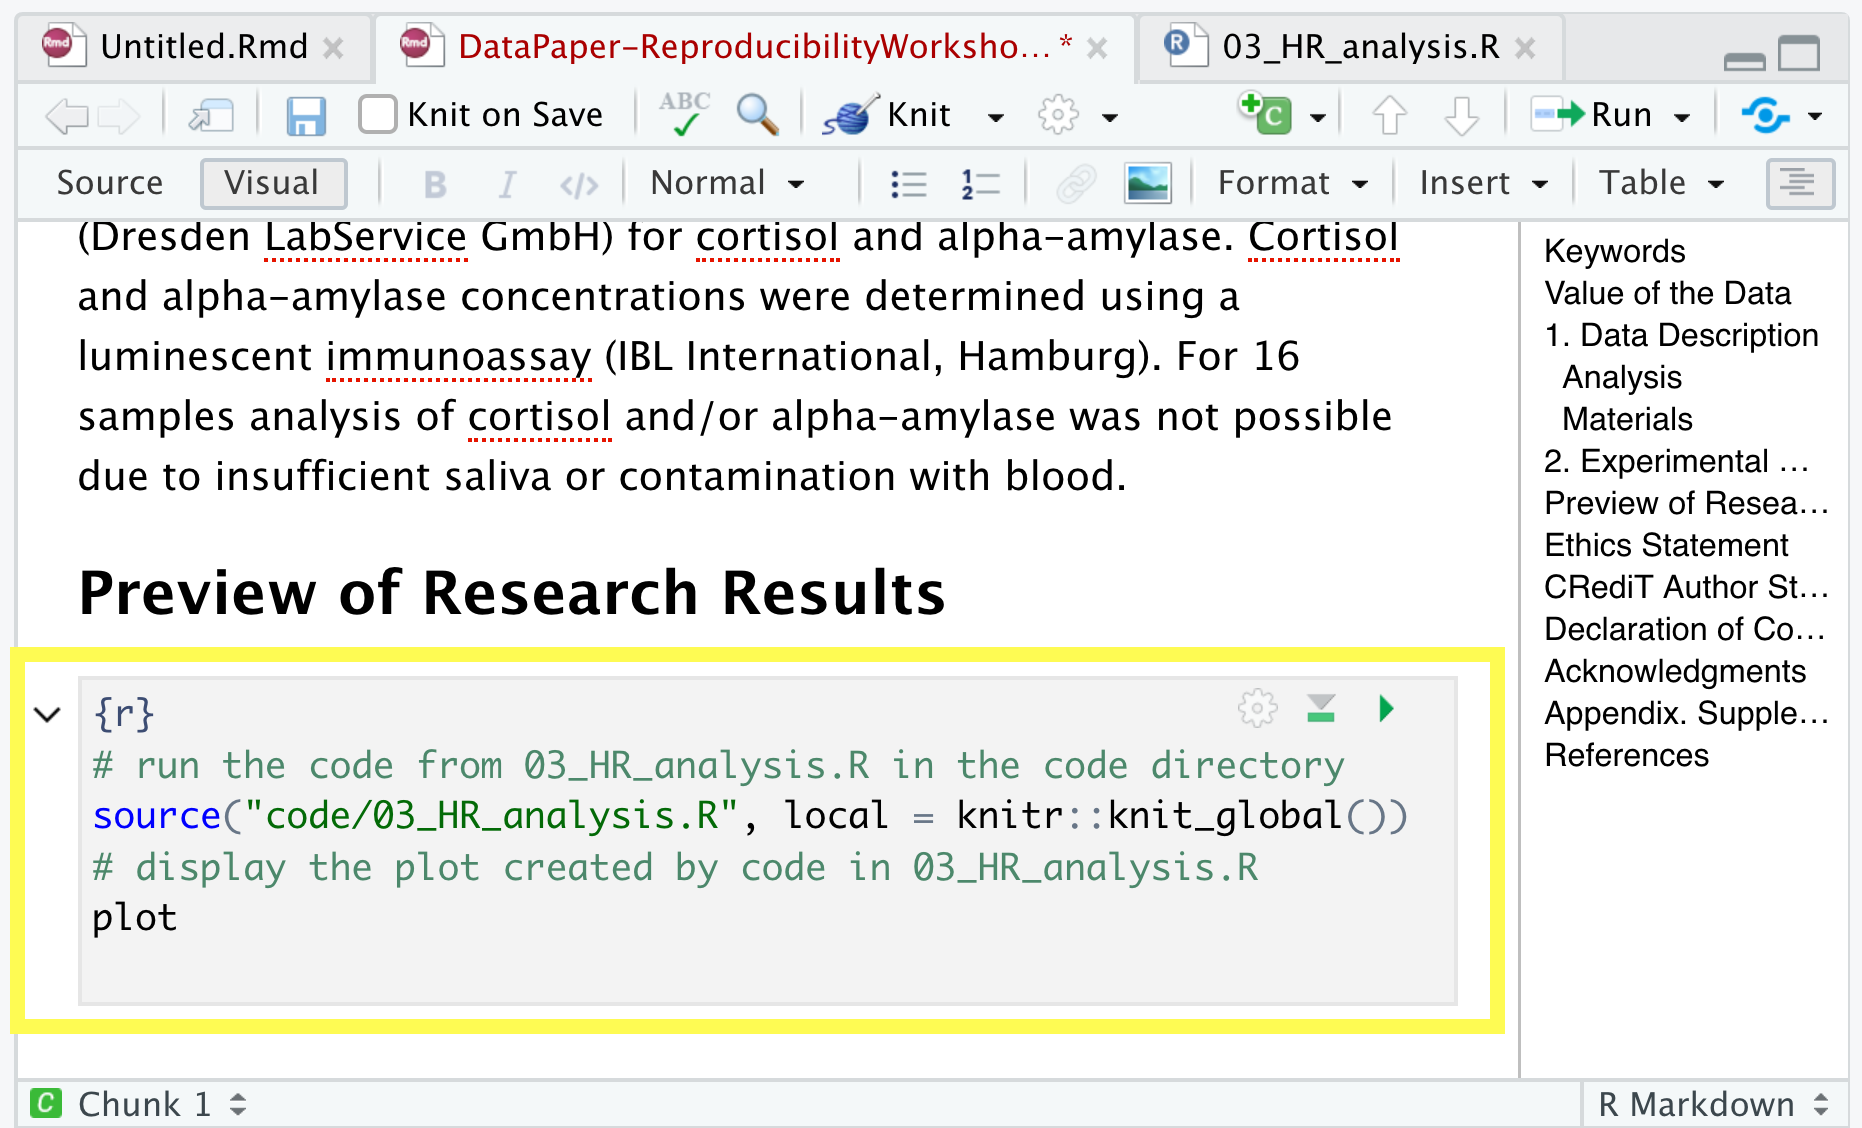 Untitled.Rmd
DataPaper-ReproducibilityWorksho... *
03_HR_analysis.R
Knit on Save
ABC
Knit
Run
Source
Visual
B
I
</>
Normal
Format
Insert
Table
(Dresden LabService GmbH) for cortisol and alpha-amylase. Cortisol
and alpha-amylase concentrations were determined using a
luminescent immunoassay (IBL International, Hamburg). For 16
samples analysis of cortisol and/or alpha-amylase was not possible
due to insufficient saliva or contamination with blood.
Preview of Research Results
{r}
# run the code from 03_HR_analysis.R in the code directory
source("code/03_HR_analysis.R", local = knitr::knit_global())
# display the plot created by code in 03_HR_analysis.R
plot
Keywords
Value of the Data
1. Data Description
Analysis
Materials
2. Experimental ...
Preview of Resea...
Ethics Statement
CRediT Author St...
Declaration of Co...
Acknowledgments
Appendix. Supple...
References
C Chunk 1
R Markdown